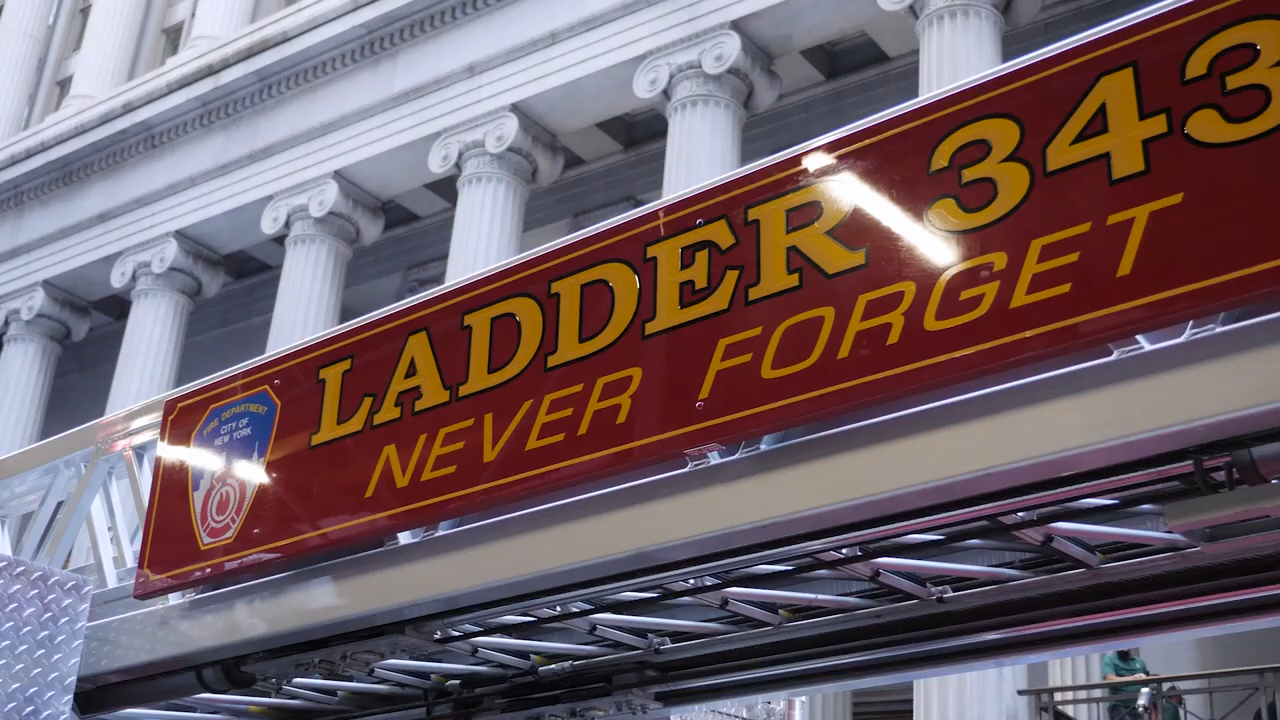 LADDER 343
NEVER FORGET
FIRE DEPARTMENT
CITY OF
NEW YORK